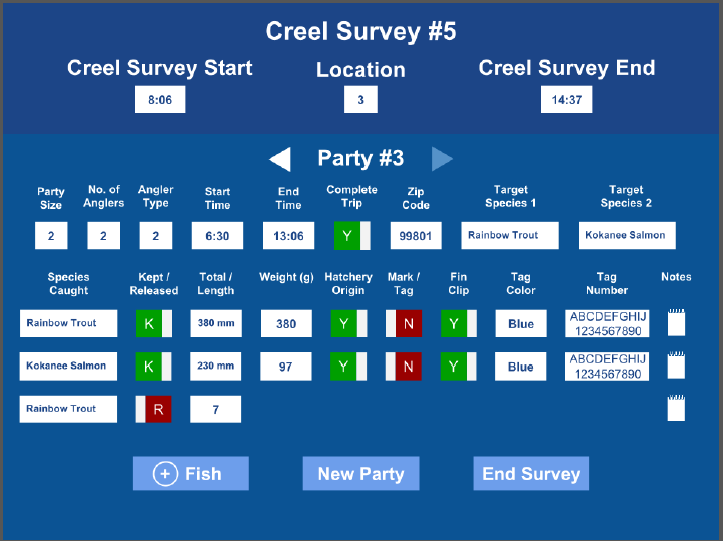 Creel Survey #5
Creel Survey Start Location Creel Survey End
8:06 3 14:37
Party #3
Party Size No. of Anglers Angler Type Start Time End Time Complete Trip Zip Code Target Species 1 Target Species 2
2 2 2 6:30 13:06 Y 99801 Rainbow Trout Kokanee Salmon
Species Caught Kept / Released Total / Length Weight (g) Hatchery Origin Mark / Tag Fin Clip Tag Color Tag Number Notes
Rainbow Trout K 380 mm 380 Y N Y Blue ABCDEFGHIJ 1234567890
Kokanee Salmon K 230 mm 97 Y N Y Blue ABCDEFGHIJ 1234567890
Rainbow Trout R 7
+ Fish New Party End Survey